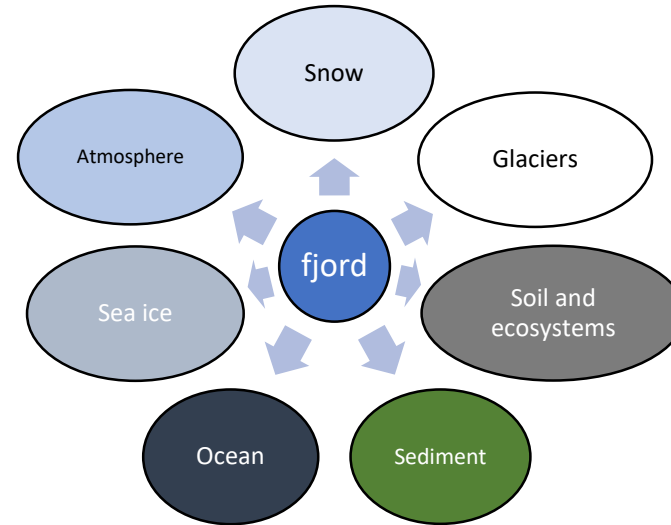 Snow
Atmosphere
Glaciers
fjord
Sea ice
Soil and
ecosystems
Ocean
Sediment